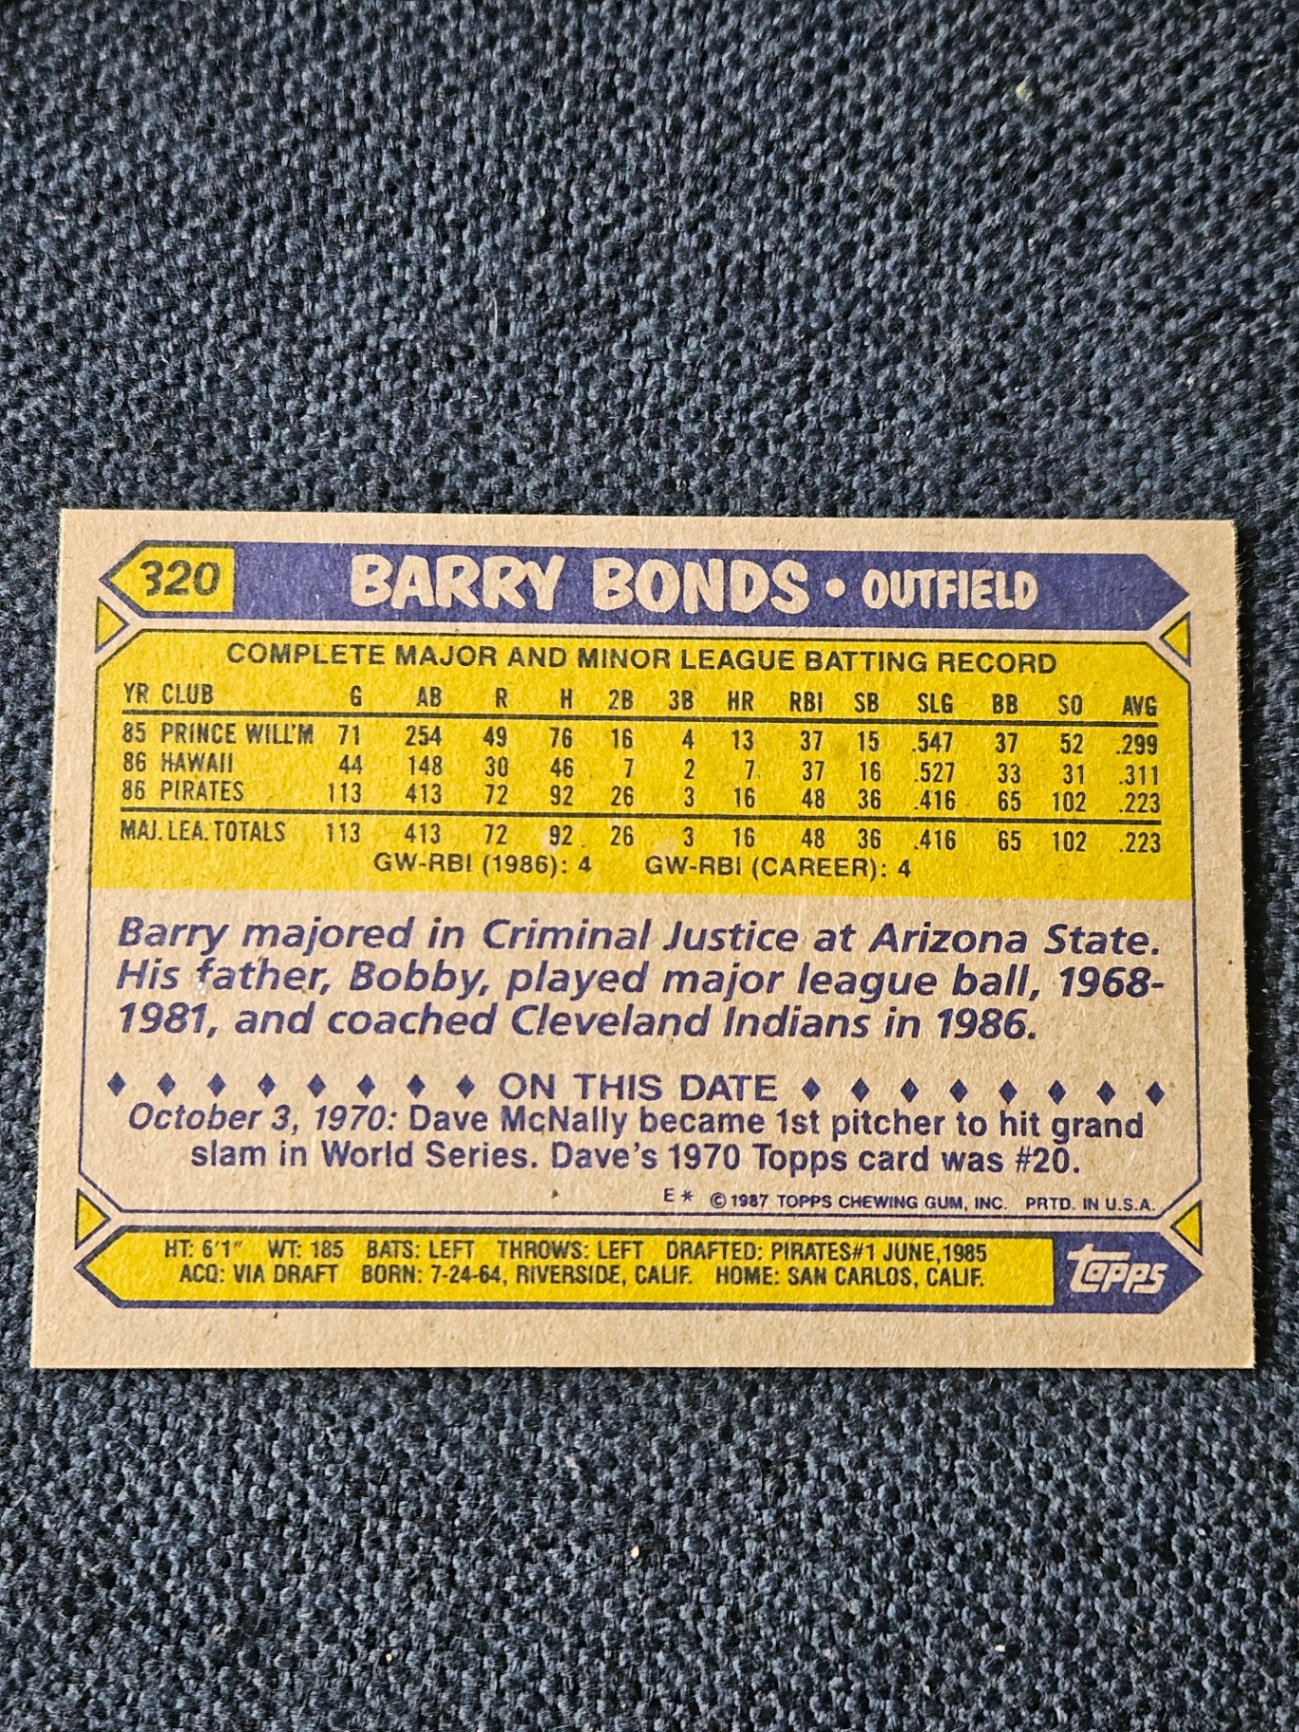 320 BARRY BONDS • OUTFIELD
COMPLETE MAJOR AND MINOR LEAGUE BATTING RECORD
YR CLUB G AB R H 2B 3B HR RBI SB SLG BB SO AVG
85 PRINCE WILL'M 71 254 49 76 16 4 13 37 15 .547 37 52 .299
86 HAWAII 44 148 30 46 7 2 7 37 16 .527 33 31 .311
86 PIRATES 113 413 72 92 26 3 16 48 36 .416 65 102 .223
MAJ. LEA. TOTALS 113 413 72 92 26 3 16 48 36 .416 65 102 .223
GW-RBI (1986): 4 GW-RBI (CAREER): 4
Barry majored in Criminal Justice at Arizona State.
His father, Bobby, played major league ball, 1968-
1981, and coached Cleveland Indians in 1986.
♦ ♦ ♦ ♦ ♦ ♦ ♦ ♦ ON THIS DATE ♦ ♦ ♦ ♦ ♦ ♦ ♦ ♦
October 3, 1970: Dave McNally became 1st pitcher to hit grand
slam in World Series. Dave's 1970 Topps card was #20.
E* © 1987 TOPPS CHEWING GUM, INC. PRTD. IN U.S.A.
HT: 6'1" WT: 185 BATS: LEFT THROWS: LEFT DRAFTED: PIRATES#1 JUNE,1985
ACQ: VIA DRAFT BORN: 7-24-64, RIVERSIDE, CALIF. HOME: SAN CARLOS, CALIF.
Topps